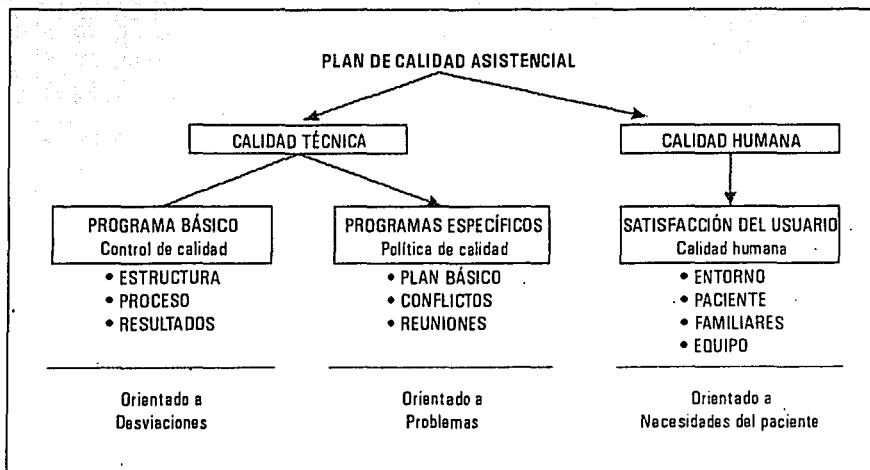 PLAN DE CALIDAD ASISTENCIAL
CALIDAD TÉCNICA
CALIDAD HUMANA
PROGRAMA BÁSICO
Control de calidad
• ESTRUCTURA
• PROCESO
• RESULTADOS
Orientado a
Desviaciones
PROGRAMAS ESPECÍFICOS
Política de calidad
• PLAN BÁSICO
• CONFLICTOS
• REUNIONES
Orientado a
Problemas
SATISFACCIÓN DEL USUARIO
Calidad humana
• ENTORNO
• PACIENTE
• FAMILIARES
• EQUIPO
Orientado a
Necesidades del paciente